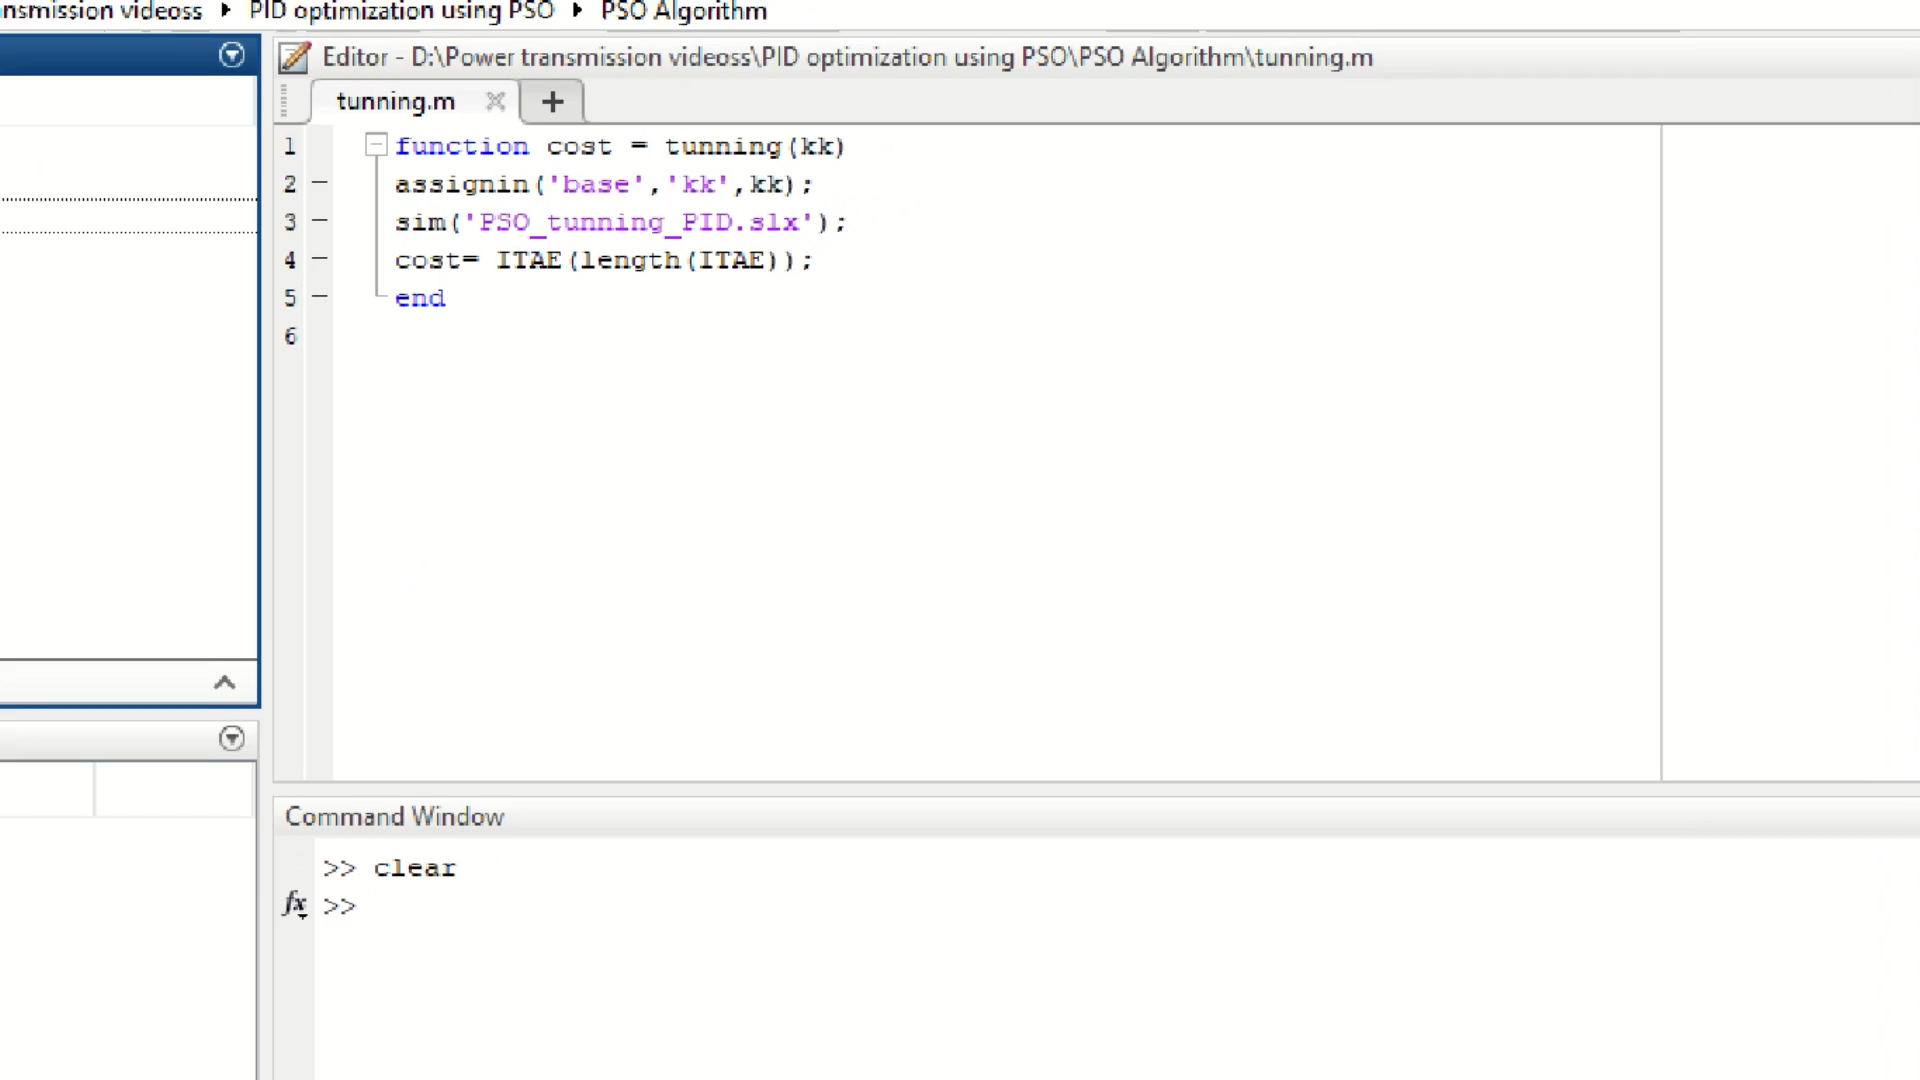 nsmission videoss ▸ PID optimization using PSO ▸ PSO Algorithm
Editor - D:\Power transmission videoss\PID optimization using PSO\PSO Algorithm\tunning.m
tunning.m × +
1 function cost = tunning(kk)
2 — assignin('base','kk',kk);
3 — sim('PSO_tunning_PID.slx');
4 — cost= ITAE(length(ITAE));
5 — end
6
Command Window
>> clear
fx >>